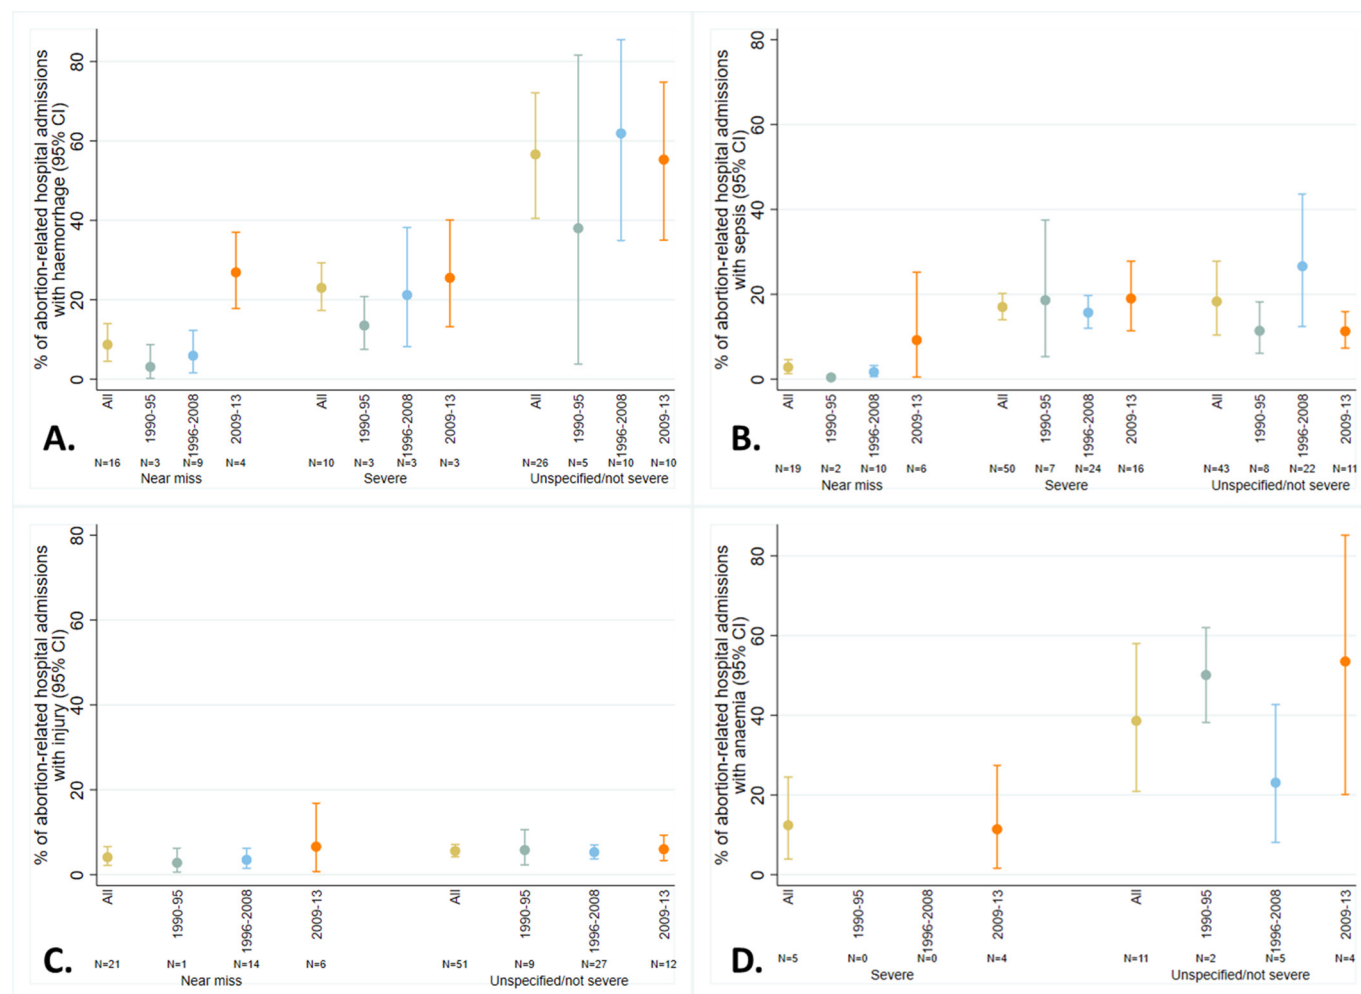 % of abortion-related hospital admissions
with haemorrhage (95% CI)
80
60
40
20
0
All
1990-95
1996-2008
2009-13
All
1990-95
1996-2008
2009-13
All
1990-95
1996-2008
2009-13
A.
N=16 N=3 N=9 N=4 N=10 N=3 N=3 N=3 N=26 N=5 N=10 N=10
Near miss Severe Unspecified/not severe
% of abortion-related hospital admissions
with sepsis (95% CI)
80
60
40
20
0
All
1990-95
1996-2008
2009-13
All
1990-95
1996-2008
2009-13
All
1990-95
1996-2008
2009-13
B.
N=19 N=2 N=10 N=6 N=50 N=7 N=24 N=16 N=43 N=8 N=22 N=11
Near miss Severe Unspecified/not severe
% of abortion-related hospital admissions
with injury (95% CI)
80
60
40
20
0
All
1990-95
1996-2008
2009-13
All
1990-95
1996-2008
2009-13
C.
N=21 N=1 N=14 N=6 N=51 N=9 N=27 N=12
Near miss Unspecified/not severe
% of abortion-related hospital admissions
with anaemia (95% CI)
80
60
40
20
0
All
1990-95
1996-2008
2009-13
All
1990-95
1996-2008
2009-13
D.
N=5 N=0 N=0 N=4 N=11 N=2 N=5 N=4
Severe Unspecified/not severe